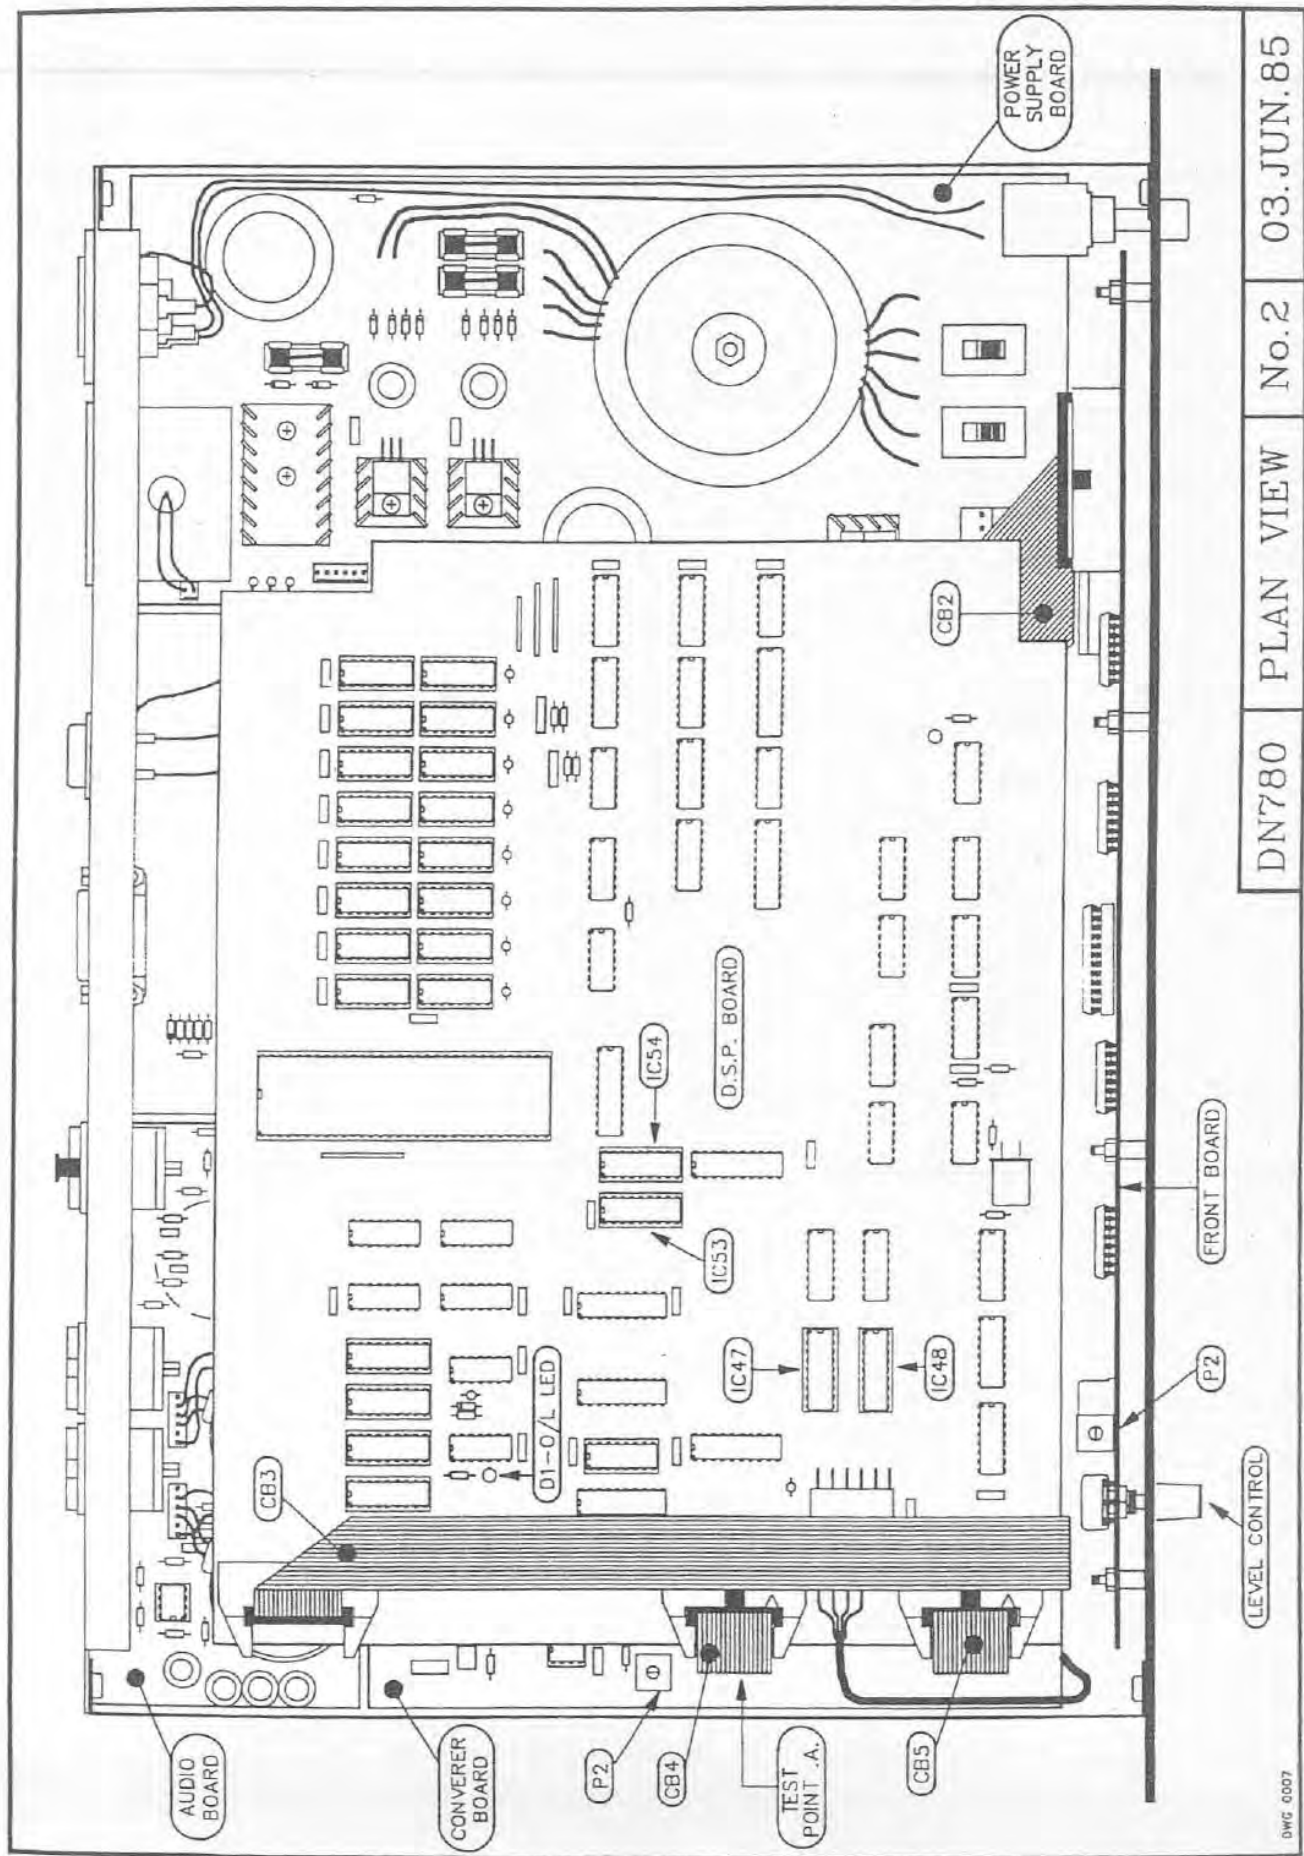 AUDIO
BOARD
CONVERER
BOARD
P2
CB4
TEST
POINT .A.
CB5
CB3
D1-O/L LED
IC53
IC54
IC47
IC48
D.S.P. BOARD
CB2
POWER
SUPPLY
BOARD
LEVEL CONTROL
P2
FRONT BOARD
DN780
PLAN VIEW
No.2
03.JUN.85
DWG 0007